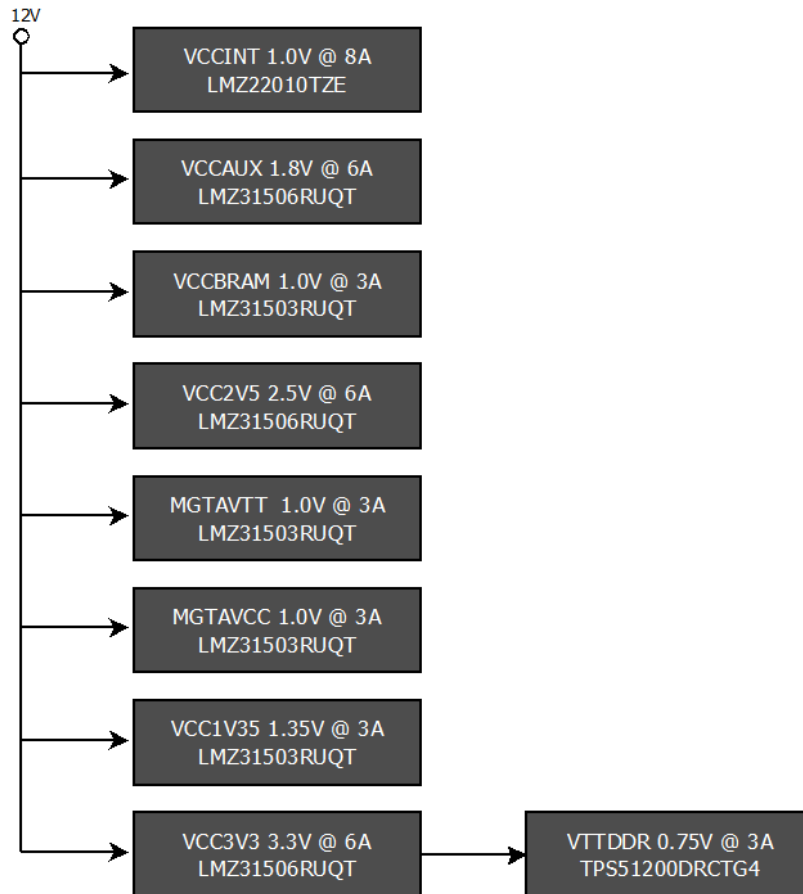 12V
VCCINT 1.0V @ 8A
LMZ22010TZE
VCCAUX 1.8V @ 6A
LMZ31506RUQT
VCCBRAM 1.0V @ 3A
LMZ31503RUQT
VCC2V5 2.5V @ 6A
LMZ31506RUQT
MGTAVTT  1.0V @ 3A
LMZ31503RUQT
MGTAVCC 1.0V @ 3A
LMZ31503RUQT
VCC1V35 1.35V @ 3A
LMZ31503RUQT
VCC3V3 3.3V @ 6A
LMZ31506RUQT
VTTDDR 0.75V @ 3A
TPS51200DRCTG4